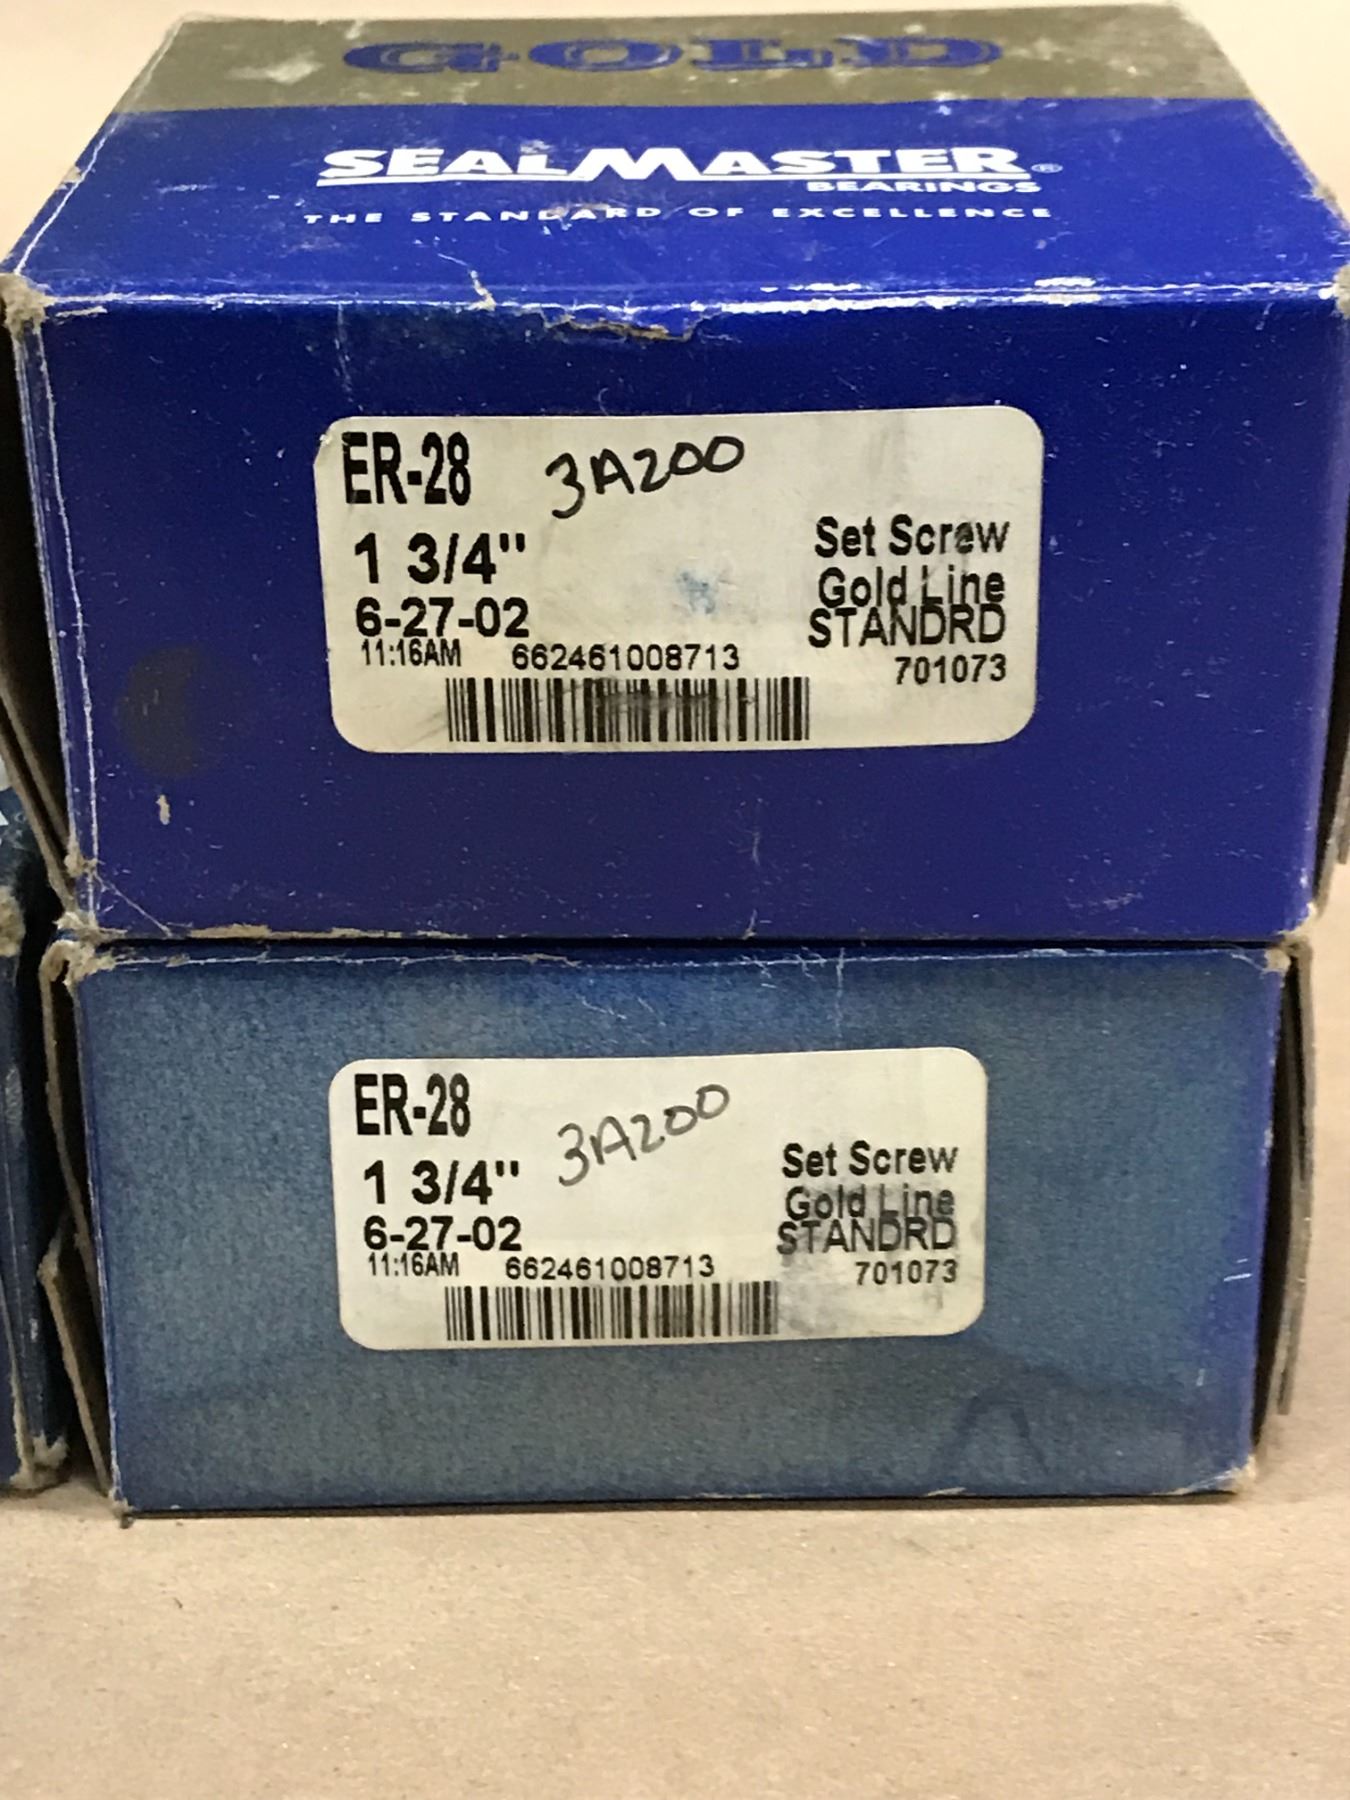 GOLD
SEALMASTER®
BEARINGS
THE STANDARD OF EXCELLENCE
ER-28 3A200
1 3/4" Set Screw
Gold Line
6-27-02 STANDRD
11:16AM 662461008713 701073
ER-28 3A200
1 3/4" Set Screw
Gold Line
6-27-02 STANDRD
11:16AM 662461008713 701073